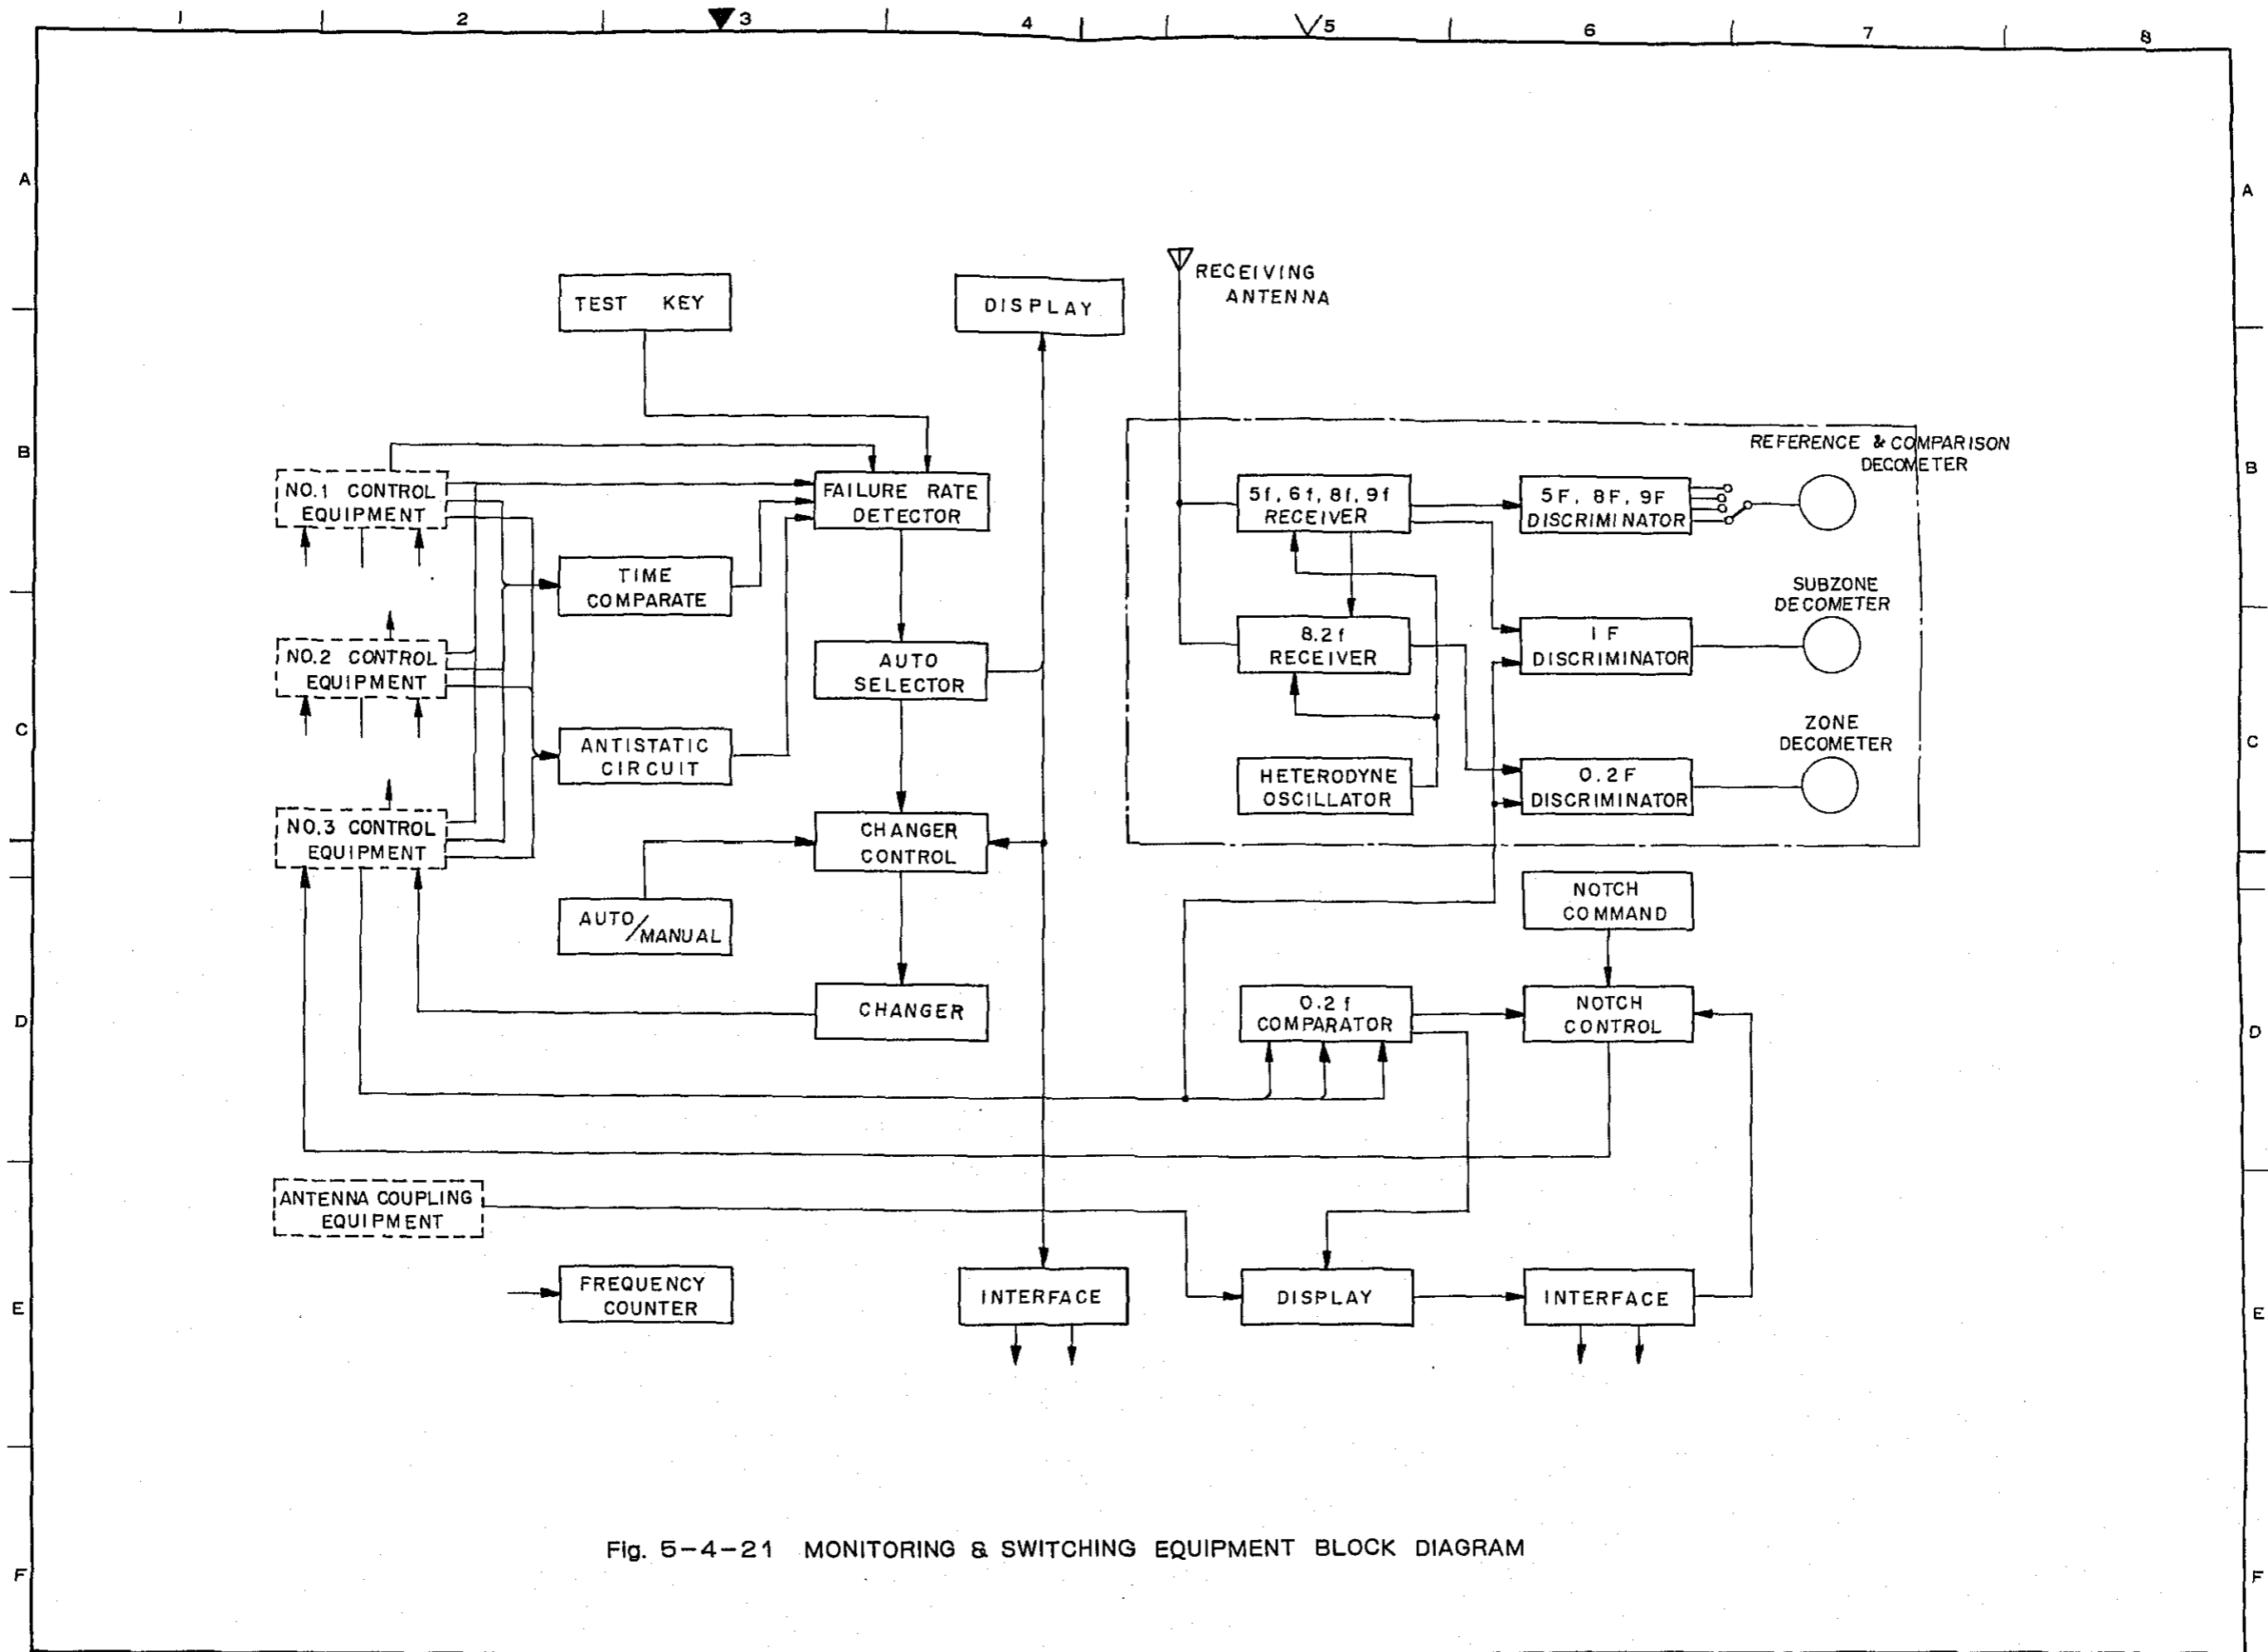 1 2 3 4 5 6 7 8
A A
RECEIVING
ANTENNA
TEST KEY
DISPLAY
B B
REFERENCE & COMPARISON
DECOMETER
NO.1 CONTROL
EQUIPMENT
FAILURE RATE
DETECTOR
5f, 6f, 8f, 9f
RECEIVER
5F, 8F, 9F
DISCRIMINATOR
TIME
COMPARATE
SUBZONE
DECOMETER
NO.2 CONTROL
EQUIPMENT
AUTO
SELECTOR
8.2f
RECEIVER
1F
DISCRIMINATOR
C C
ANTISTATIC
CIRCUIT
ZONE
DECOMETER
HETERODYNE
OSCILLATOR
0.2F
DISCRIMINATOR
NO.3 CONTROL
EQUIPMENT
CHANGER
CONTROL
AUTO/MANUAL
NOTCH
COMMAND
D D
CHANGER
0.2f
COMPARATOR
NOTCH
CONTROL
ANTENNA COUPLING
EQUIPMENT
E E
FREQUENCY
COUNTER
INTERFACE
DISPLAY
INTERFACE
Fig. 5-4-21 MONITORING & SWITCHING EQUIPMENT BLOCK DIAGRAM
F F